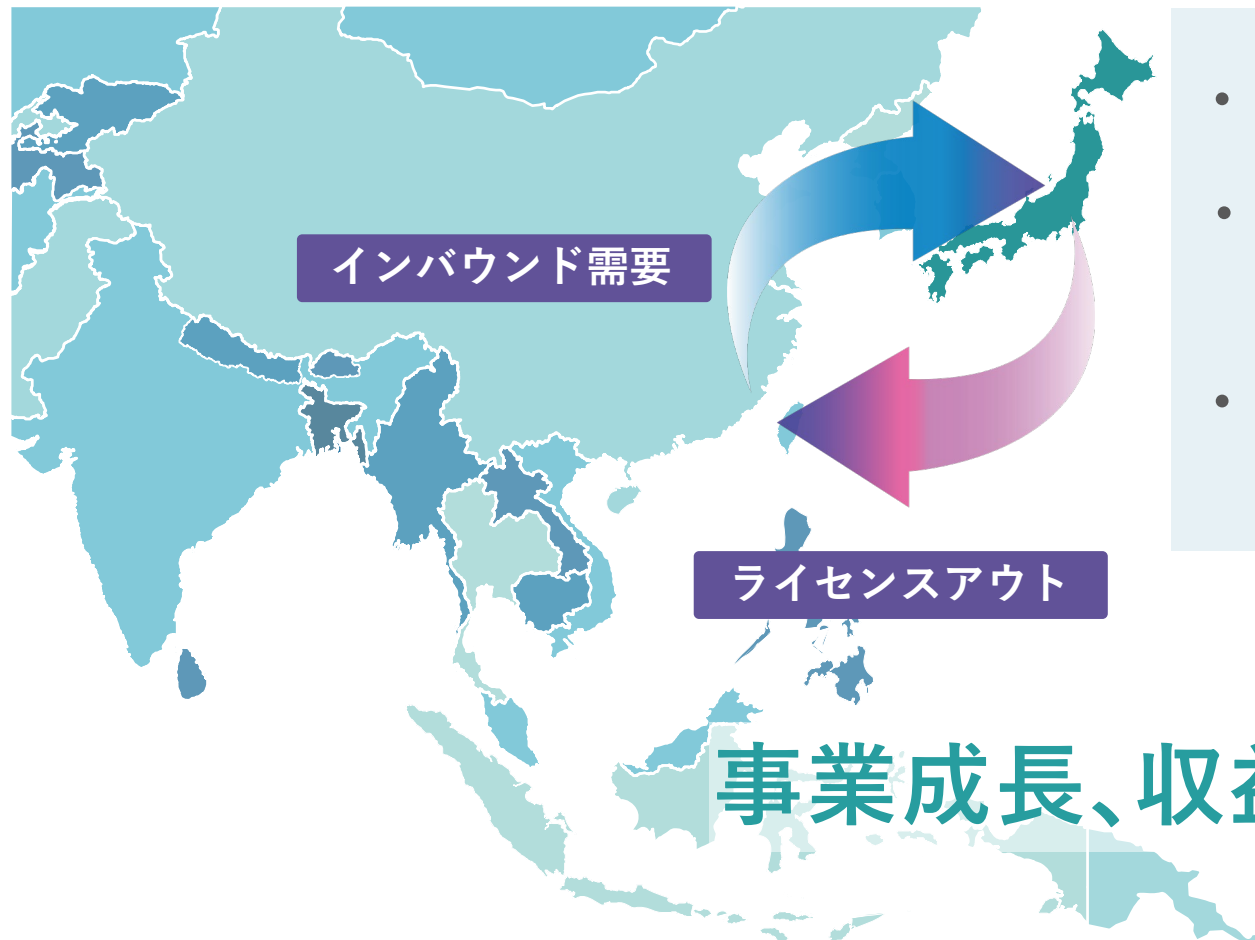 インバウンド需要
ライセンスアウト
事業成長、収